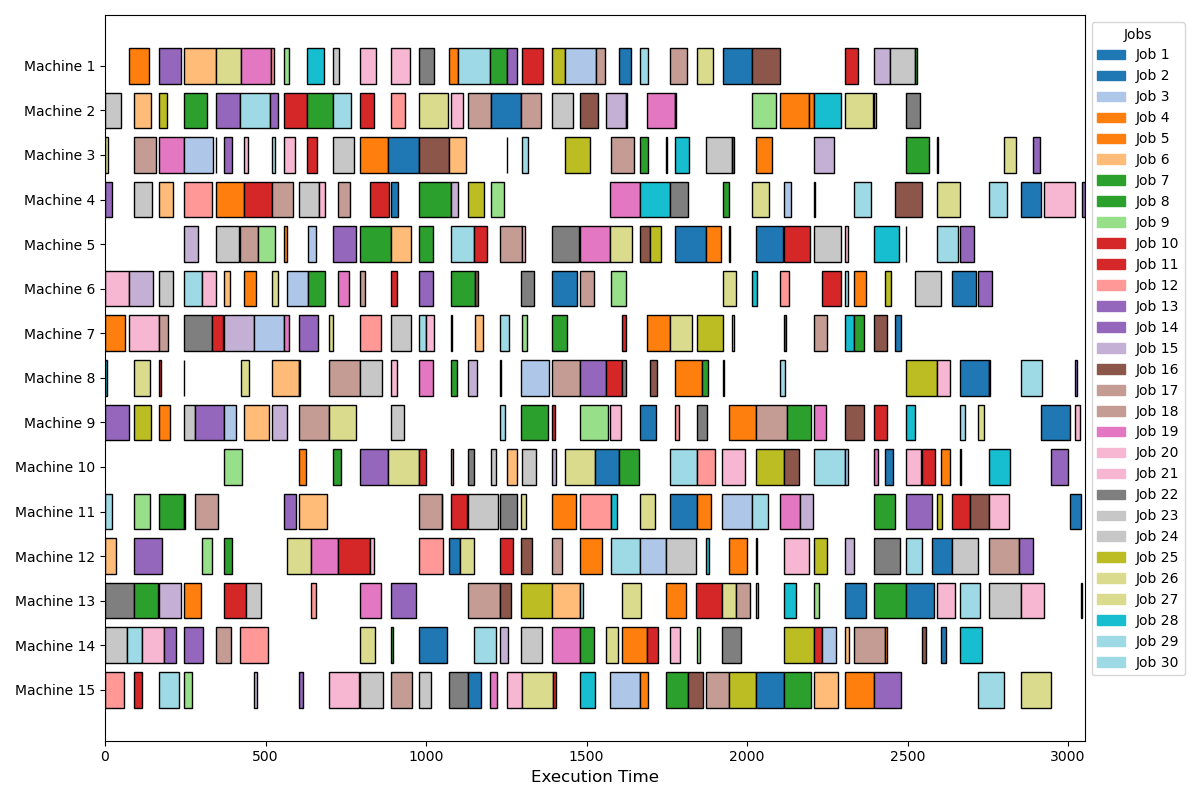 Machine 1
Machine 2
Machine 3
Machine 4
Machine 5
Machine 6
Machine 7
Machine 8
Machine 9
Machine 10
Machine 11
Machine 12
Machine 13
Machine 14
Machine 15
0 500 1000 1500 2000 2500 3000
Execution Time
Jobs
Job 1
Job 2
Job 3
Job 4
Job 5
Job 6
Job 7
Job 8
Job 9
Job 10
Job 11
Job 12
Job 13
Job 14
Job 15
Job 16
Job 17
Job 18
Job 19
Job 20
Job 21
Job 22
Job 23
Job 24
Job 25
Job 26
Job 27
Job 28
Job 29
Job 30